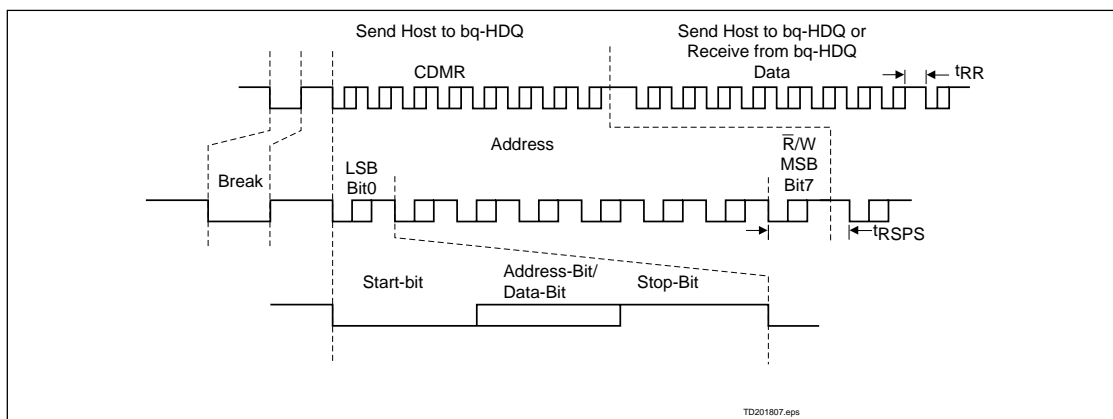 Send Host to bq-HDQ
Send Host to bq-HDQ or
Receive from bq-HDQ
CDMR
Data
tRR
Address
R̅/W
MSB
Bit7
LSB
Bit0
Break
tRSPS
Start-bit
Address-Bit/
Data-Bit
Stop-Bit
TD201807.eps